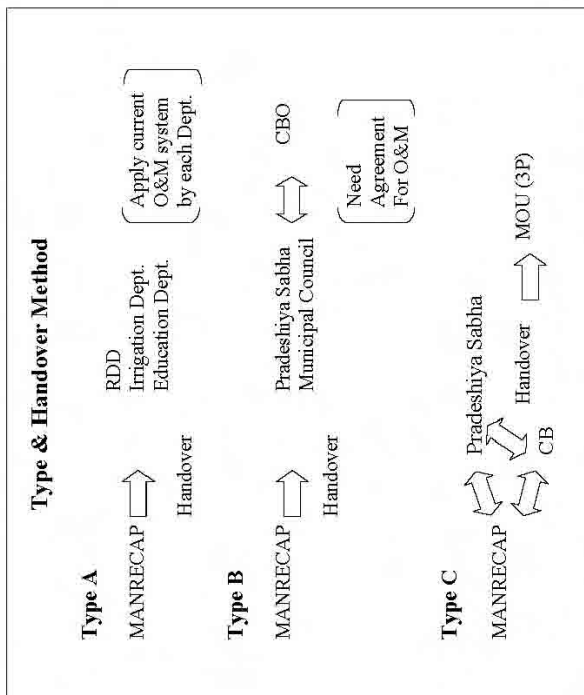 Type & Handover Method
Type A
MANRECAP
Handover
RDD
Irrigation Dept.
Education Dept.
Apply current
O&M system
by each Dept.
Type B
MANRECAP
Handover
Pradeshiya Sabha
Municipal Council
CBO
Need
Agreement
For O&M
Type C
MANRECAP
Pradeshiya Sabha
CB
Handover
MOU (3P)